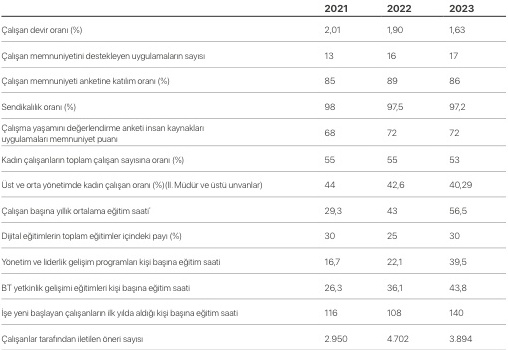 2021 2022 2023
Çalışan devir oranı (%) 2,01 1,90 1,63
Çalışan memnuniyetini destekleyen uygulamaların sayısı 13 16 17
Çalışan memnuniyeti anketine katılım oranı (%) 85 89 86
Sendikalılık oranı (%) 98 97,5 97,2
Çalışma yaşamını değerlendirme anketi insan kaynakları
uygulamaları memnuniyet puanı 68 72 72
Kadın çalışanların toplam çalışan sayısına oranı (%) 55 55 53
Üst ve orta yönetimde kadın çalışan oranı (%)(II. Müdür ve üstü unvanlar) 44 42,6 40,29
Çalışan başına yıllık ortalama eğitim saati* 29,3 43 56,5
Dijital eğitimlerin toplam eğitimler içindeki payı (%) 30 25 30
Yönetim ve liderlik gelişim programları kişi başına eğitim saati 16,7 22,1 39,5
BT yetkinlik gelişimi eğitimleri kişi başına eğitim saati 26,3 36,1 43,8
İşe yeni başlayan çalışanların ilk yılda aldığı kişi başına eğitim saati 116 108 140
Çalışanlar tarafından iletilen öneri sayısı 2.950 4.702 3.894